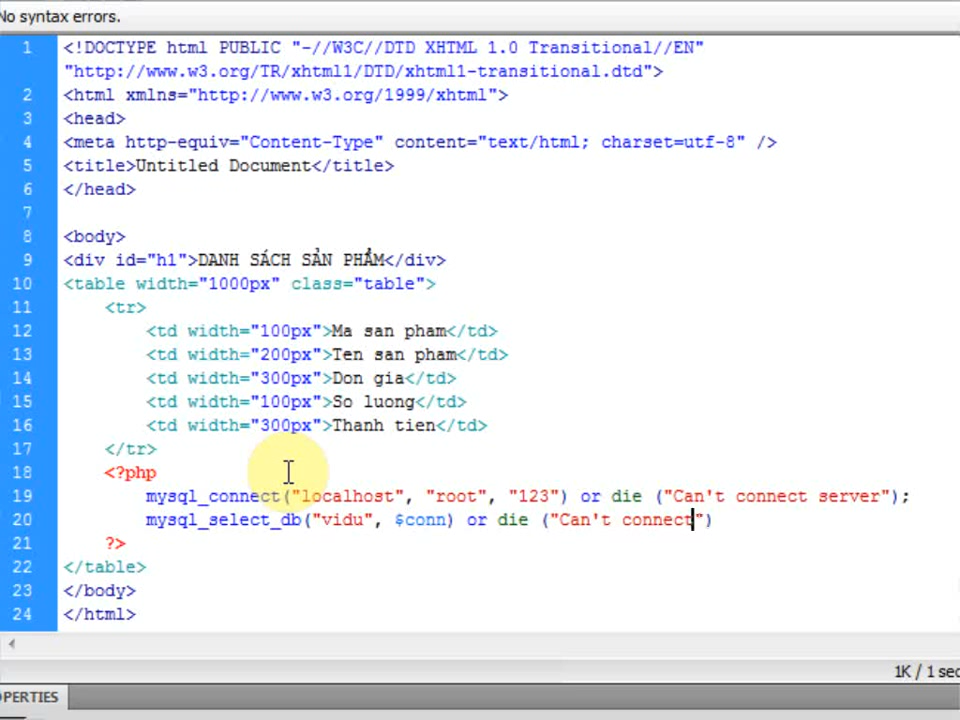 No syntax errors.
1 <!DOCTYPE html PUBLIC "-//W3C//DTD XHTML 1.0 Transitional//EN"
"http://www.w3.org/TR/xhtml1/DTD/xhtml1-transitional.dtd">
2 <html xmlns="http://www.w3.org/1999/xhtml">
3 <head>
4 <meta http-equiv="Content-Type" content="text/html; charset=utf-8" />
5 <title>Untitled Document</title>
6 </head>
7
8 <body>
9 <div id="h1">DANH SÁCH SẢN PHẨM</div>
10 <table width="1000px" class="table">
11 <tr>
12 <td width="100px">Ma san pham</td>
13 <td width="200px">Ten san pham</td>
14 <td width="300px">Don gia</td>
15 <td width="100px">So luong</td>
16 <td width="300px">Thanh tien</td>
17 </tr>
18 <?php
19 mysql_connect("localhost", "root", "123") or die ("Can't connect server");
20 mysql_select_db("vidu", $conn) or die ("Can't connect")
21 ?>
22 </table>
23 </body>
24 </html>
1K / 1 sec
OPERTIES